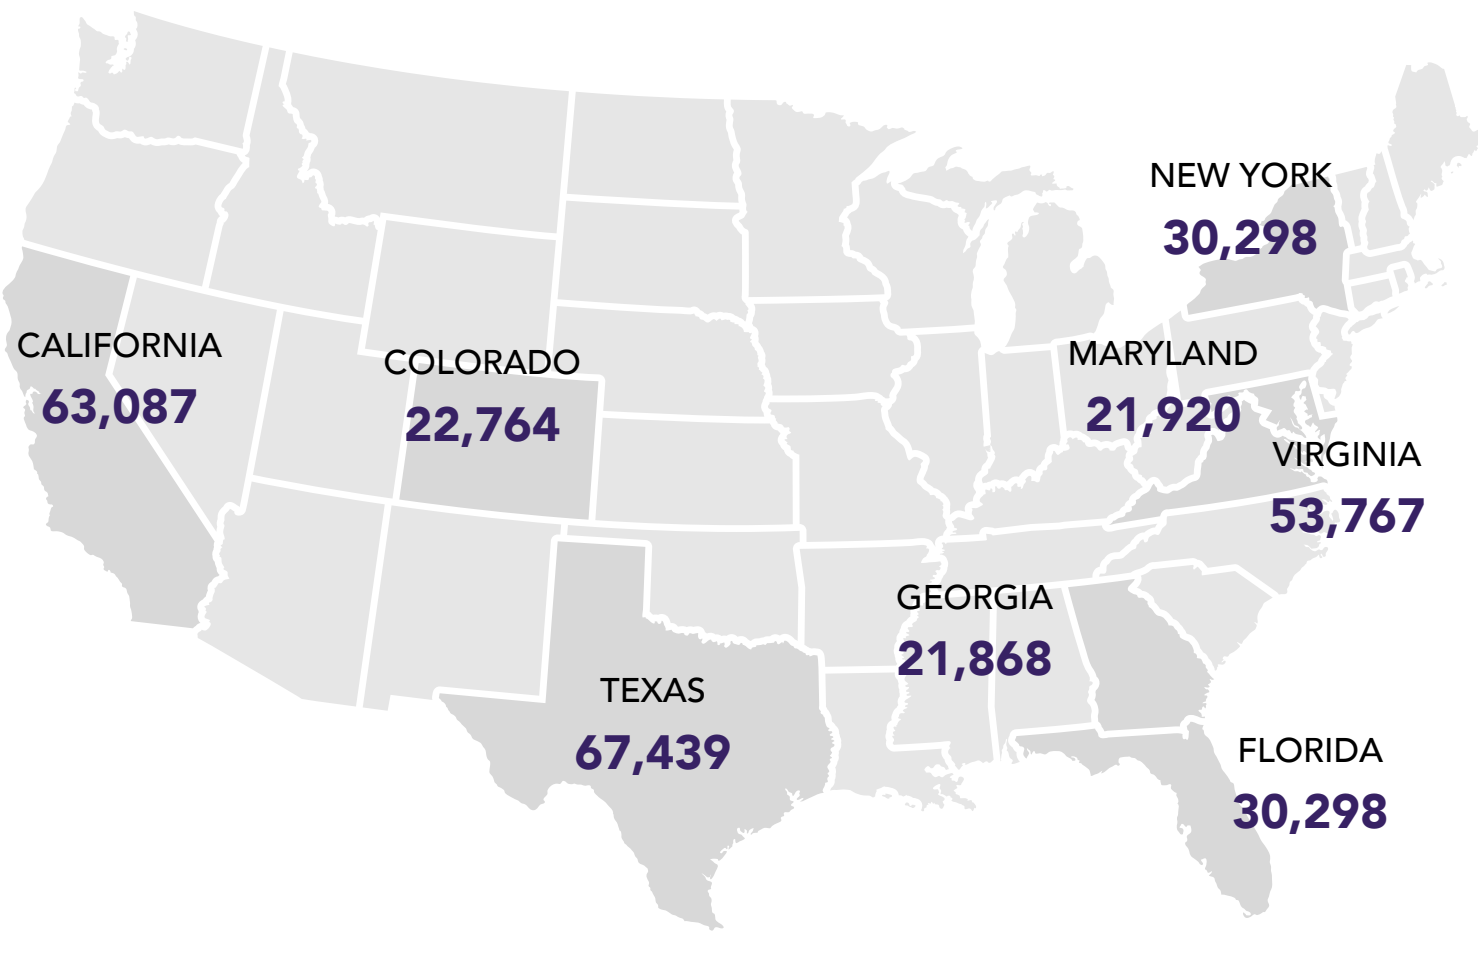 NEW YORK
30,298
CALIFORNIA
63,087
COLORADO
22,764
MARYLAND
21,920
VIRGINIA
53,767
GEORGIA
21,868
TEXAS
67,439
FLORIDA
30,298